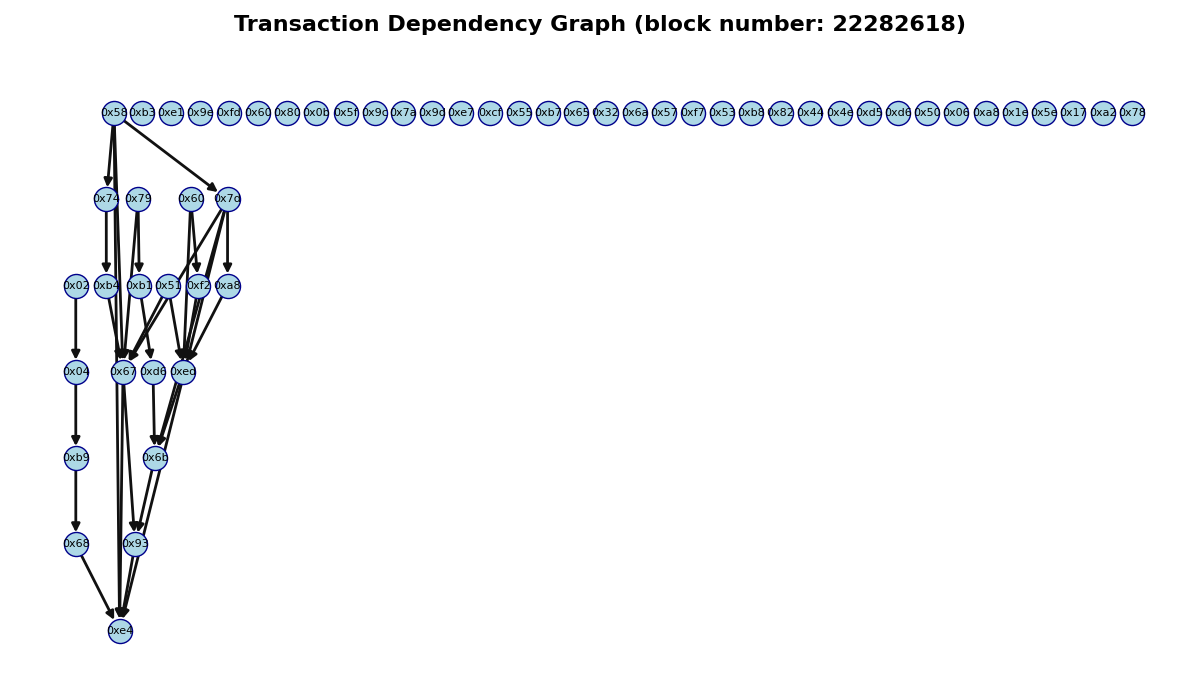 Transaction Dependency Graph (block number: 22282618)
0x58 0xb3 0xe1 0x9e 0xfd 0x60 0x80 0x0b 0x5f 0x9c 0x7a 0x9d 0xe7 0xcf 0x55 0xb7 0x65 0x32 0x6a 0x57 0xf7 0x53 0xb8 0x82 0x44 0x4e 0xd5 0xd6 0x50 0x06 0xa8 0x1e 0x5e 0x17 0xa2 0x78
0x74 0x79 0x60 0x7d
0x02 0xb4 0xb1 0x51 0xf2 0xa8
0x04 0x67 0xd6 0xed
0xb9 0x6b
0x68 0x93
0xe4